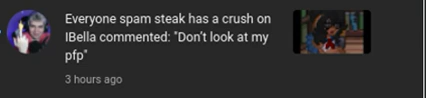 Everyone spam steak has a crush on
IBella commented: "Don't look at my
pfp"
3 hours ago